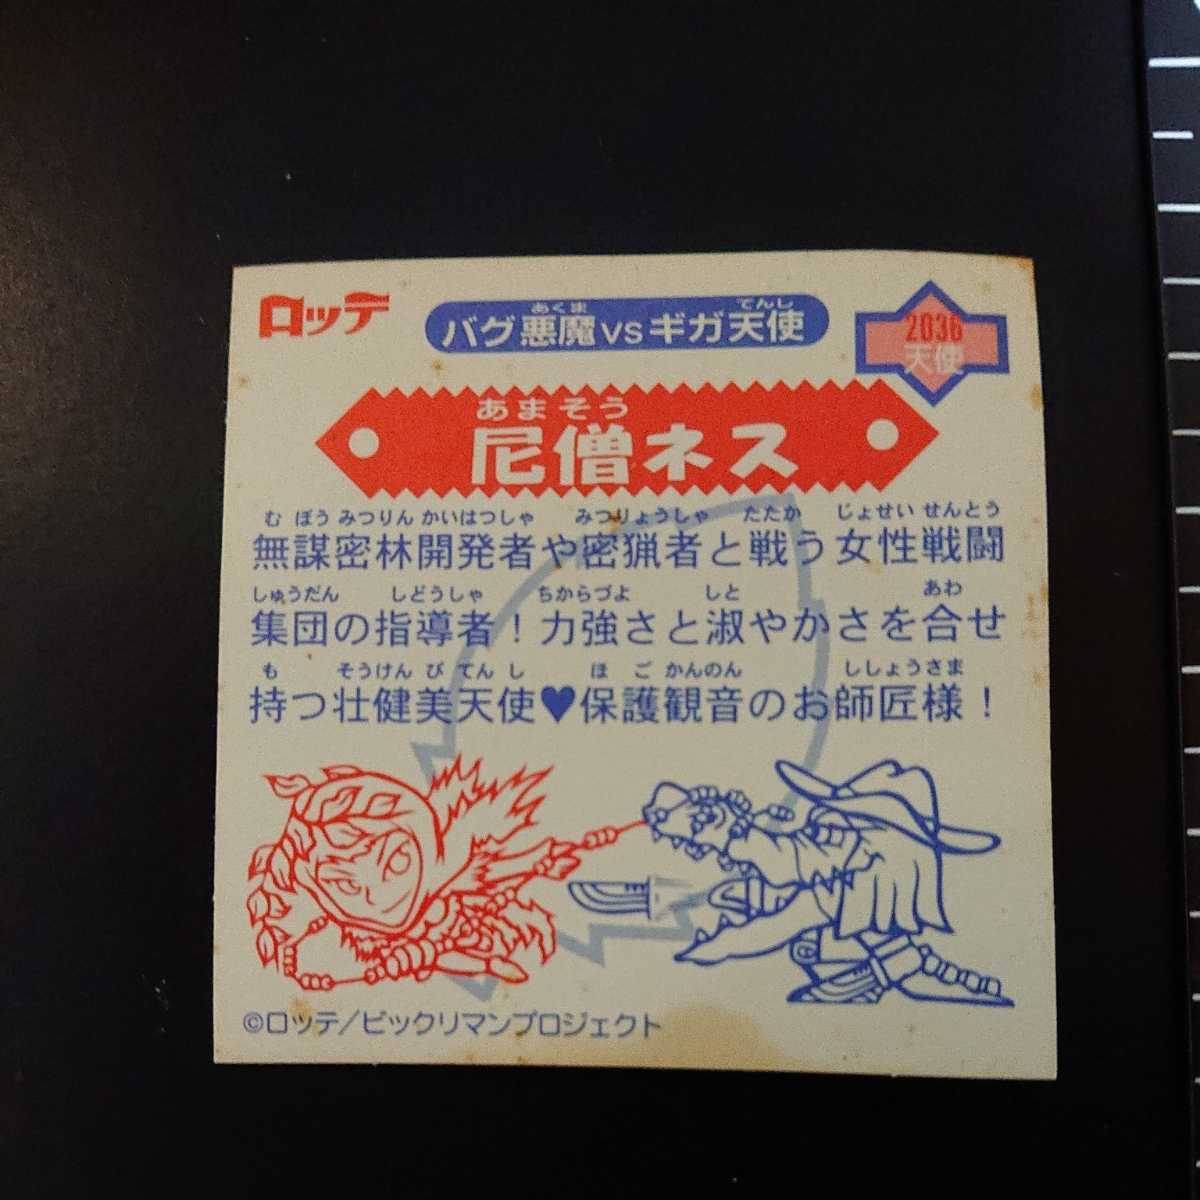 ロッテ
あくま てんし
バグ悪魔vsギガ天使
2036
天使
あまそう
尼僧ネス
む ぼう みつりん かいはつしゃ みつりょうしゃ たたか じょせい せんとう
無謀密林開発者や密猟者と戦う女性戦闘
しゅうだん しどうしゃ ちからづよ しと あわ
集団の指導者！力強さと淑やかさを合せ
も そうけん び てん し ほ ご かんのん ししょうさま
持つ壮健美天使♥保護観音のお師匠様！
©ロッテ/ビックリマンプロジェクト